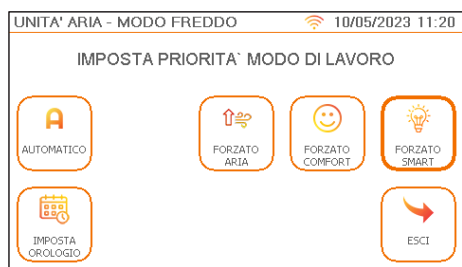 UNITA' ARIA - MODO FREDDO 10/05/2023 11:20
IMPOSTA PRIORITA` MODO DI LAVORO
A
AUTOMATICO
FORZATO
ARIA
FORZATO
COMFORT
FORZATO
SMART
IMPOSTA
OROLOGIO
ESCI